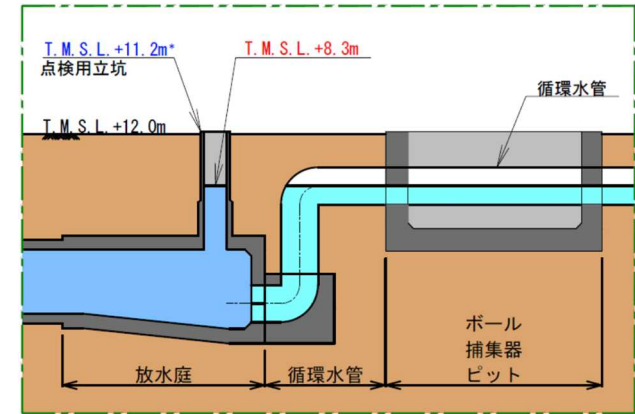 T.M.S.L.+11.2m*
点検用立坑
T.M.S.L.+8.3m
循環水管
T.M.S.L.+12.0m
放水庭
循環水管
ボール
捕集器
ピット